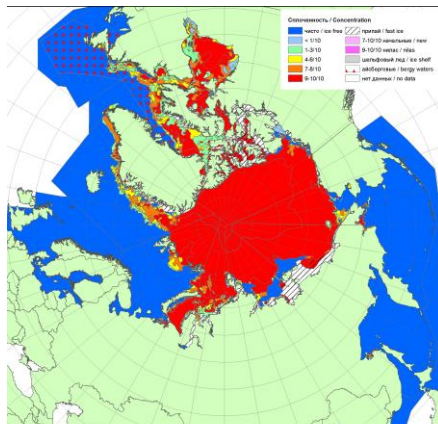 Сплоченность / Concentration
чисто / ice free
< 1/10
1-3/10
4-6/10
7-8/10
9-10/10
припай / fast ice
7-10/10 начальные / new
9-10/10 нилас / nilas
шельфовый лед / ice shelf
айсберговые / bergy waters
нет данных / no data